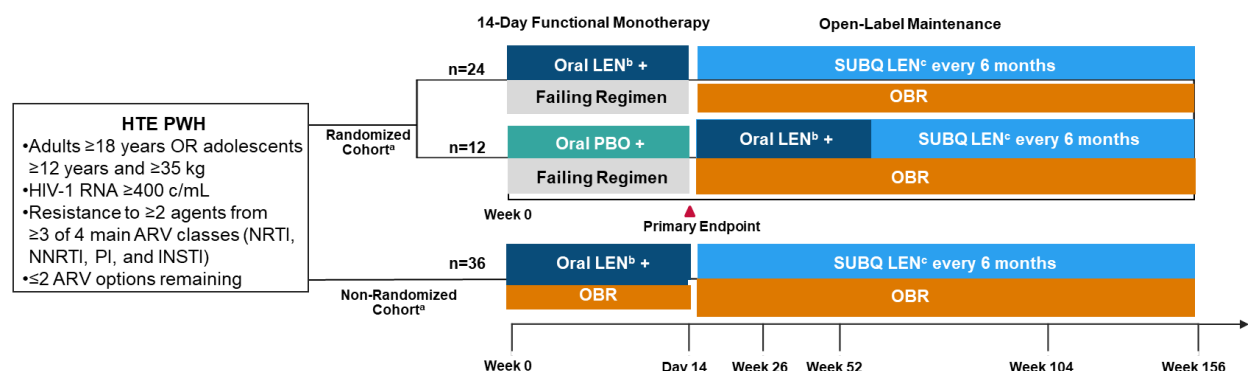 14-Day Functional Monotherapy
Open-Label Maintenance
HTE PWH
•Adults ≥18 years OR adolescents
≥12 years and ≥35 kg
•HIV-1 RNA ≥400 c/mL
•Resistance to ≥2 agents from
≥3 of 4 main ARV classes (NRTI,
NNRTI, PI, and INSTI)
•≤2 ARV options remaining
Randomized
Cohortᵃ
n=24
Oral LENᵇ +
SUBQ LENᶜ every 6 months
Failing Regimen
OBR
n=12
Oral PBO +
Oral LENᵇ +
SUBQ LENᶜ every 6 months
Failing Regimen
OBR
Week 0
Primary Endpoint
Non-Randomized
Cohortᵃ
n=36
Oral LENᵇ +
SUBQ LENᶜ every 6 months
OBR
OBR
Week 0
Day 14
Week 26
Week 52
Week 104
Week 156